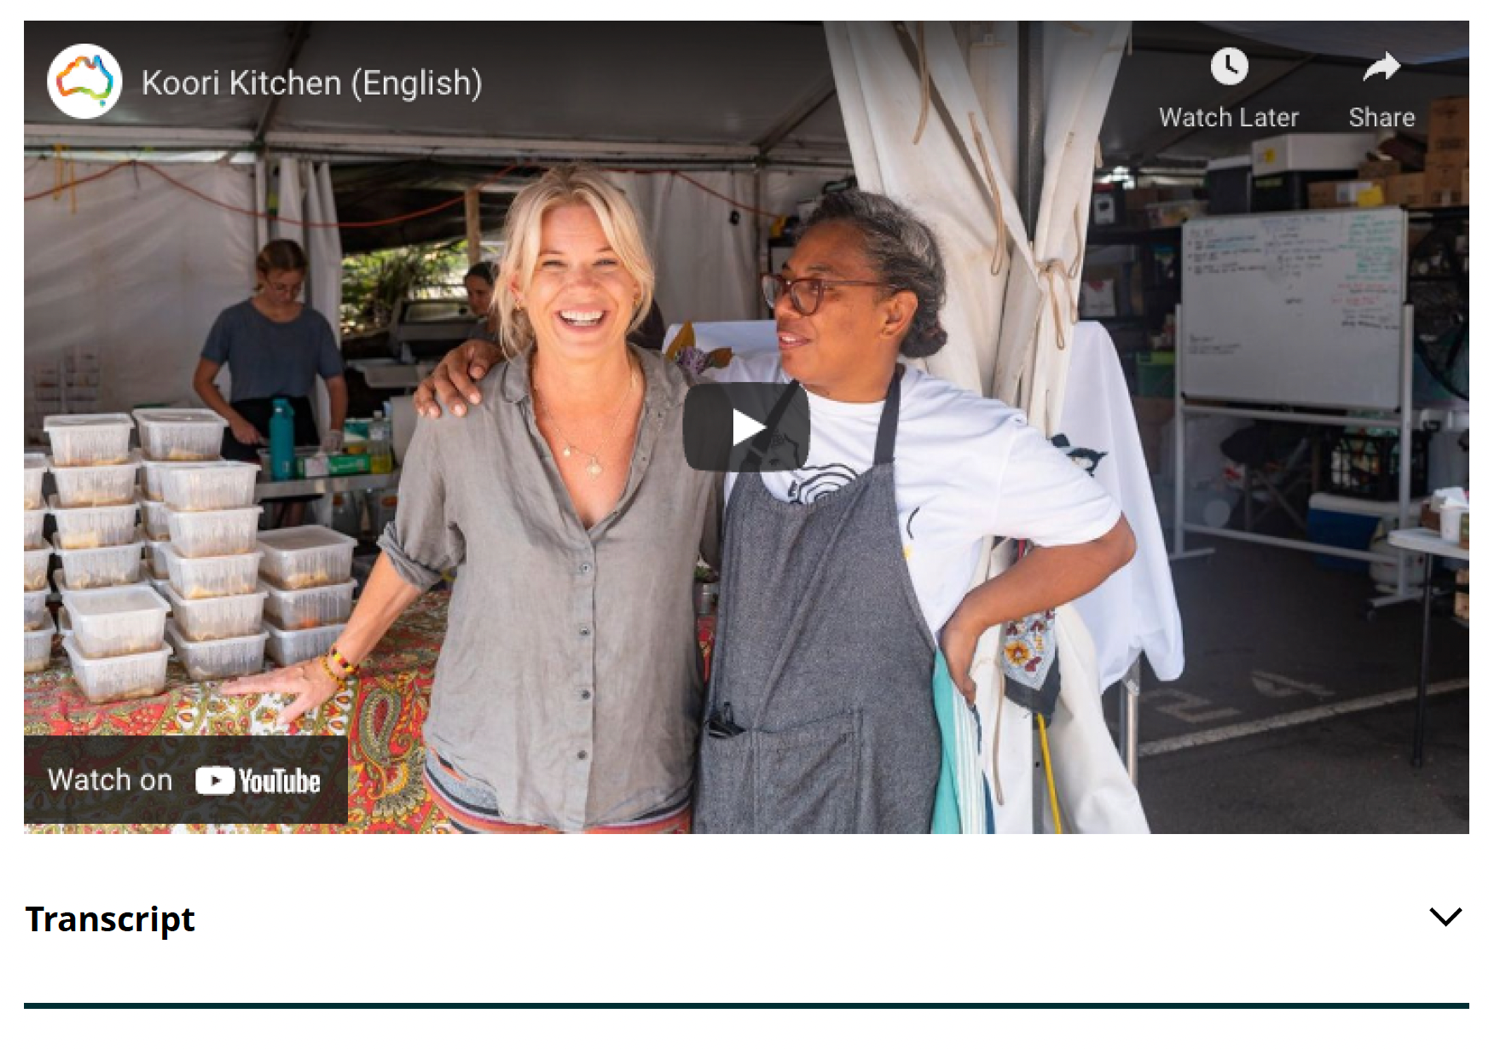 Koori Kitchen (English)
Watch Later
Share
Watch on YouTube
Transcript